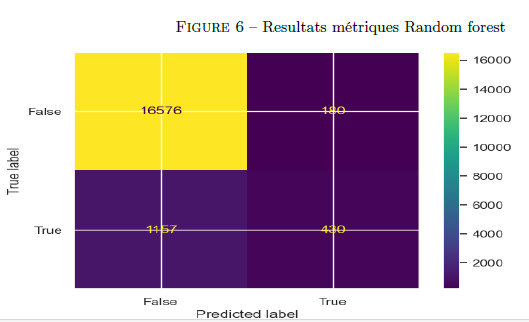 FIGURE 6 – Resultats métriques Random forest
16000
14000
12000
10000
8000
6000
4000
2000
True label
False
16576
180
True
1157
430
False
True
Predicted label